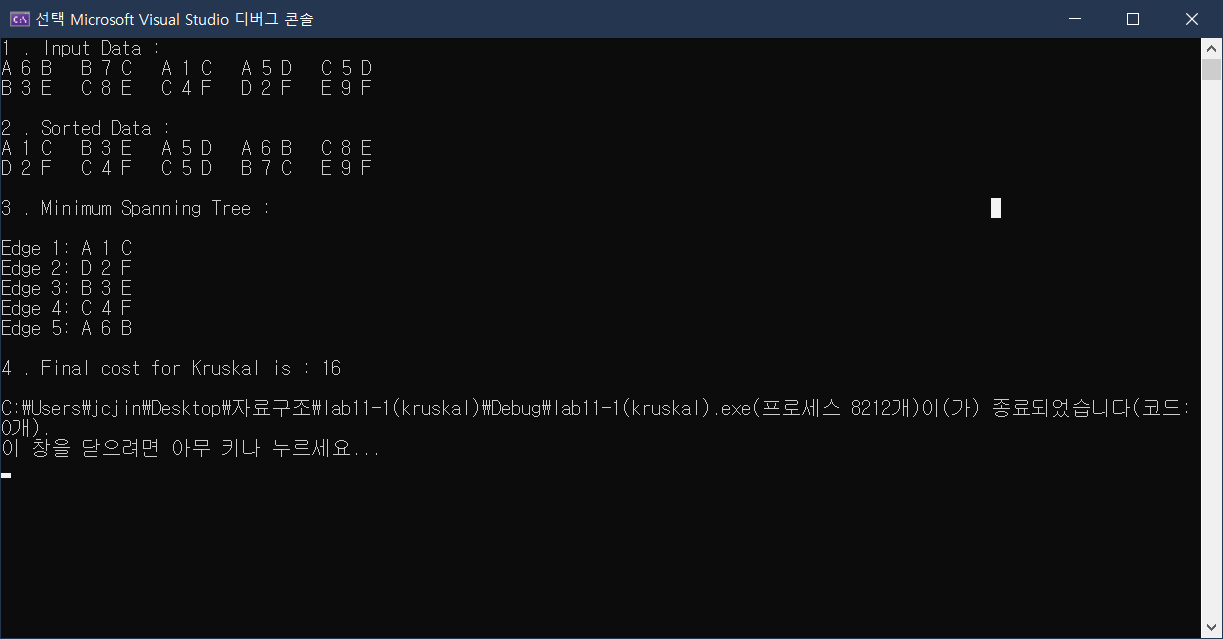 선택 Microsoft Visual Studio 디버그 콘솔
1 . Input Data :
A 6 B   B 7 C   A 1 C   A 5 D   C 5 D
B 3 E   C 8 E   C 4 F   D 2 F   E 9 F
2 . Sorted Data :
A 1 C   B 3 E   A 5 D   A 6 B   C 8 E
D 2 F   C 4 F   C 5 D   B 7 C   E 9 F
3 . Minimum Spanning Tree :
Edge 1: A 1 C
Edge 2: D 2 F
Edge 3: B 3 E
Edge 4: C 4 F
Edge 5: A 6 B
4 . Final cost for Kruskal is : 16
C:₩Users₩jcjin₩Desktop₩자료구조₩lab11-1(kruskal)₩Debug₩lab11-1(kruskal).exe(프로세스 8212개)이(가) 종료되었습니다(코드:
0개).
이 창을 닫으려면 아무 키나 누르세요...